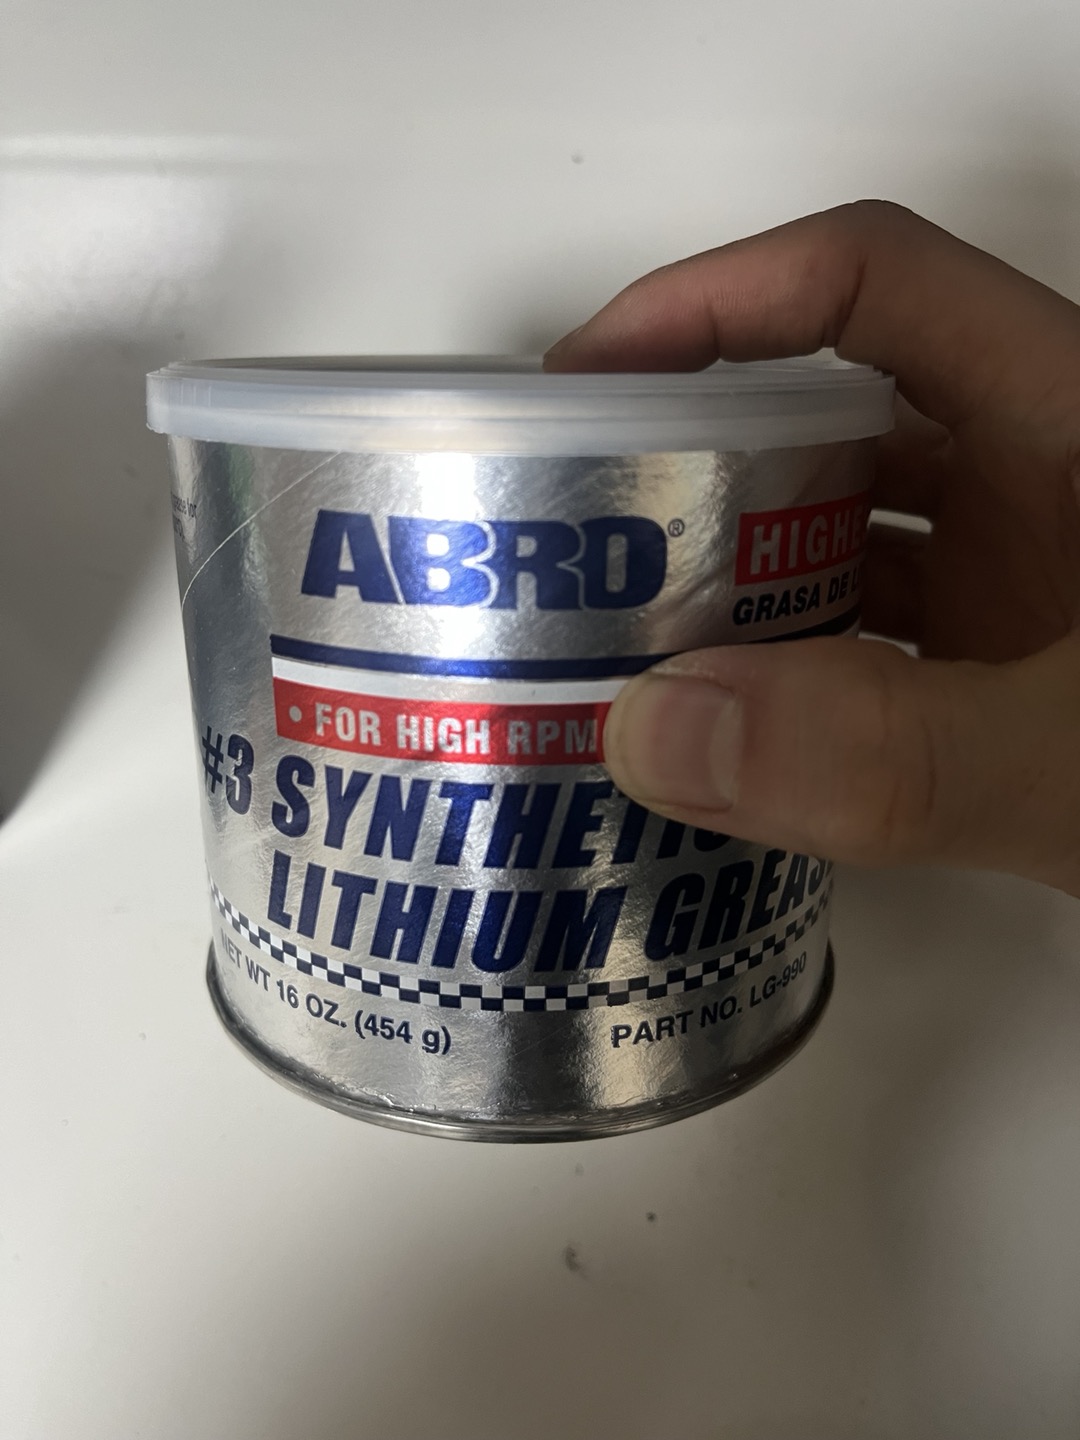 ABRO®
HIGHE
GRASA DE
• FOR HIGH RPM
#3 SYNTHETIC
LITHIUM GREASE
NET WT 16 OZ. (454 g)
PART NO. LG-990